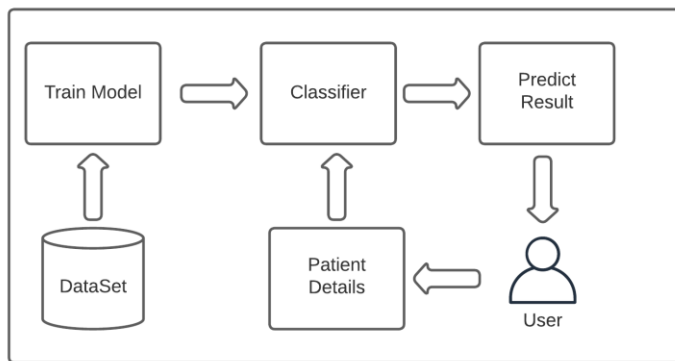 Train Model
Classifier
Predict
Result
DataSet
Patient
Details
User